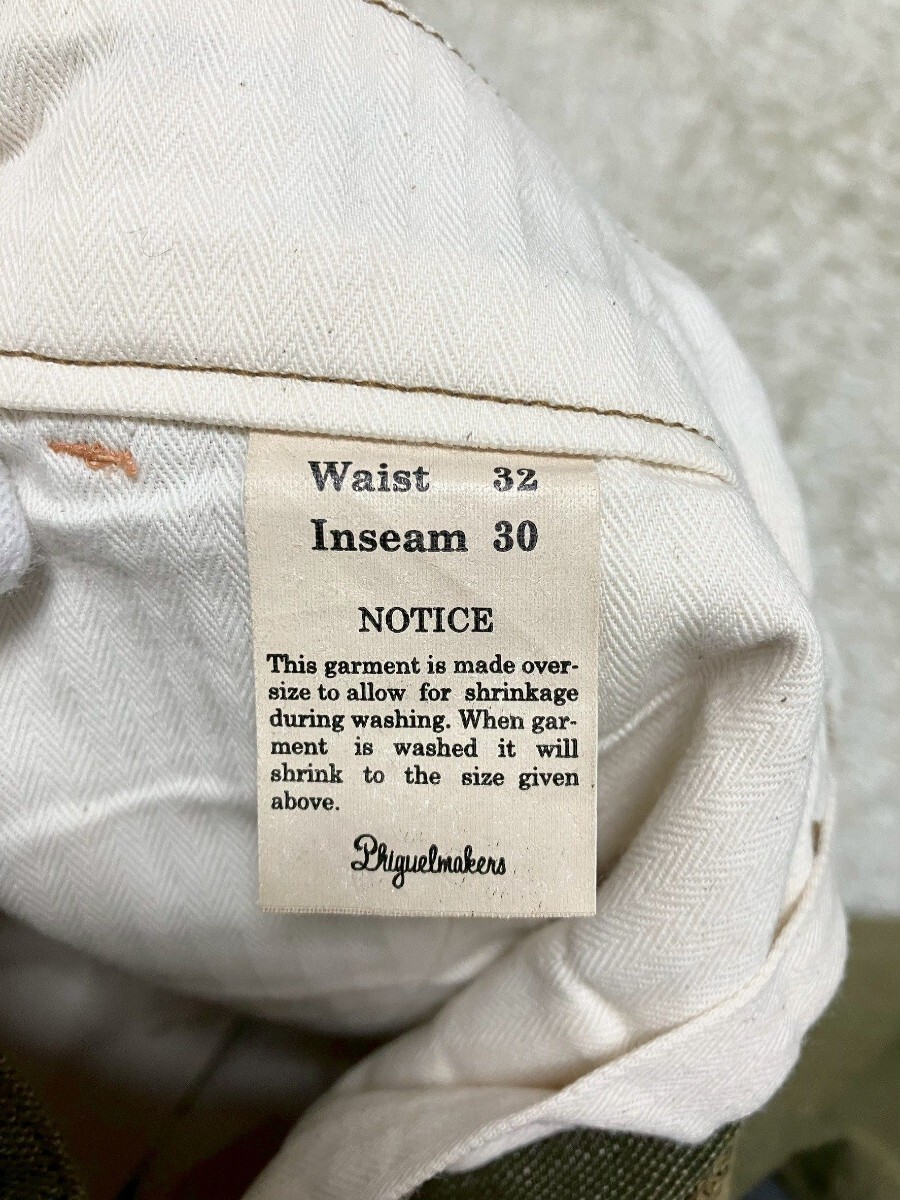 Waist 32
Inseam 30
NOTICE
This garment is made over-
size to allow for shrinkage
during washing. When gar-
ment is washed it will
shrink to the size given
above.
Phiguelmakers